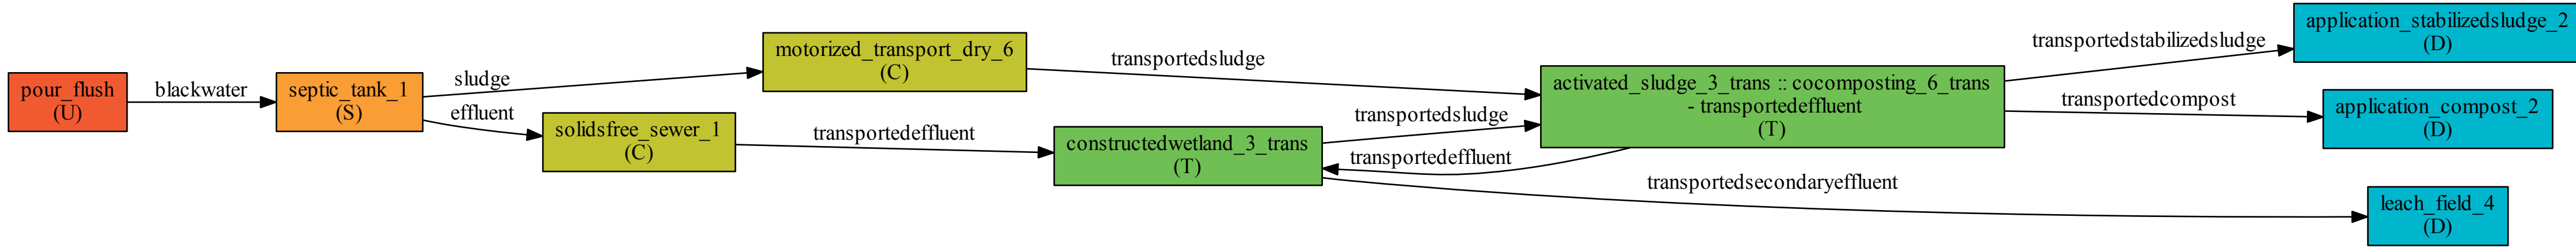 pour_flush
(U)
blackwater
septic_tank_1
(S)
sludge
effluent
motorized_transport_dry_6
(C)
solidsfree_sewer_1
(C)
transportedsludge
transportedeffluent
constructedwetland_3_trans
(T)
transportedsludge
transportedeffluent
activated_sludge_3_trans :: cocomposting_6_trans
- transportedeffluent
(T)
transportedstabilizedsludge
transportedcompost
transportedsecondaryeffluent
application_stabilizedsludge_2
(D)
application_compost_2
(D)
leach_field_4
(D)